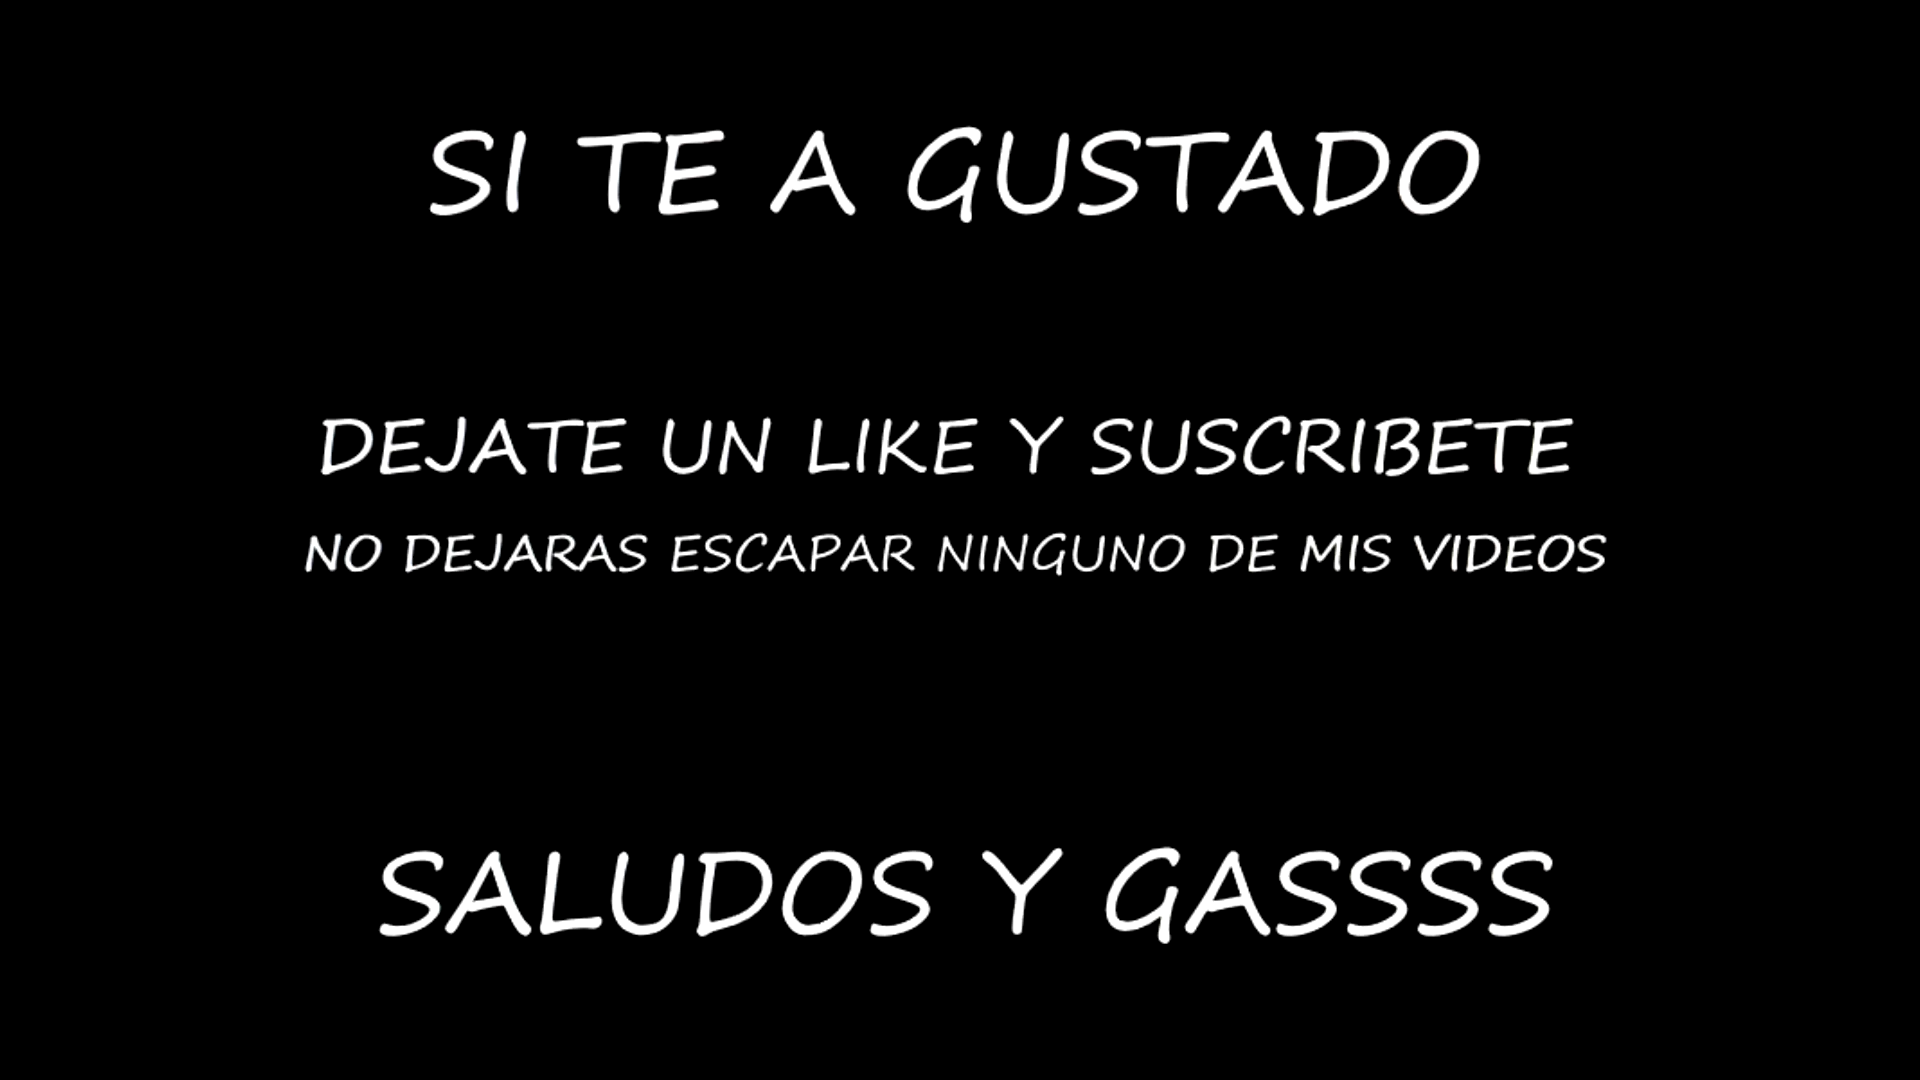 SI TE A GUSTADO
DEJATE UN LIKE Y SUSCRIBETE
NO DEJARAS ESCAPAR NINGUNO DE MIS VIDEOS
SALUDOS Y GASSSS